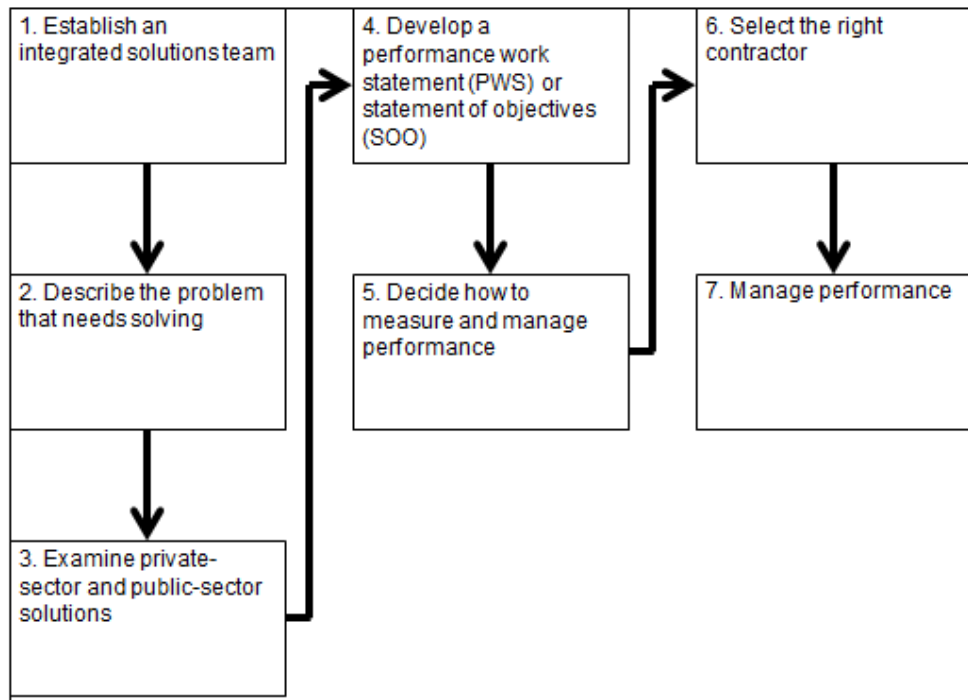 1. Establish an
integrated solutions team
2. Describe the problem
that needs solving
3. Examine private-
sector and public-sector
solutions
4. Develop a
performance work
statement (PWS) or
statement of objectives
(SOO)
5. Decide how to
measure and manage
performance
6. Select the right
contractor
7. Manage performance